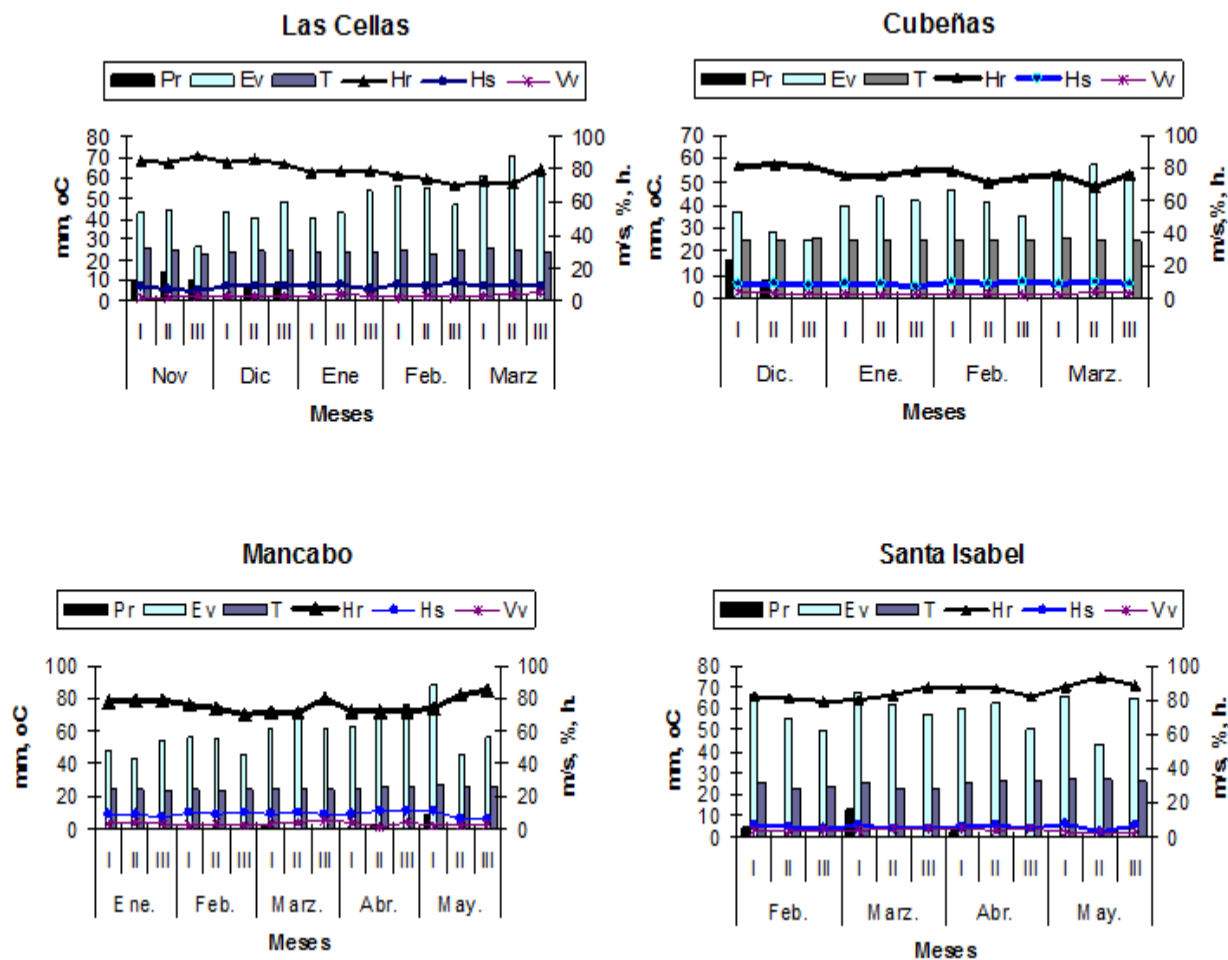 Las Cellas
Pr Ev T Hr Hs Vv
80
70
60
50
40
30
20
10
0
mm, oC
100
80
60
40
20
0
m/s,%, h.
I II III I II III I II III I II III I II III
Nov Dic Ene Feb. Marz
Meses
Cubeñas
Pr Ev T Hr Hs Vv
70
60
50
40
30
20
10
0
mm, oC.
100
80
60
40
20
0
m/s,%, h.
I II III I II III I II III I II III
Dic. Ene. Feb. Marz.
Meses
Mancabo
Pr Ev T Hr Hs Vv
100
80
60
40
20
0
mm, oC
100
80
60
40
20
0
m/s, %, h.
I II III I II III I II III I II III I II III
Ene. Feb. Marz. Abr. May.
Meses
Santa Isabel
Pr Ev T Hr Hs Vv
80
70
60
50
40
30
20
10
0
mm, oC
100
80
60
40
20
0
m/s, %, h.
I II III I II III I II III I II III
Feb. Marz. Abr. May.
Meses